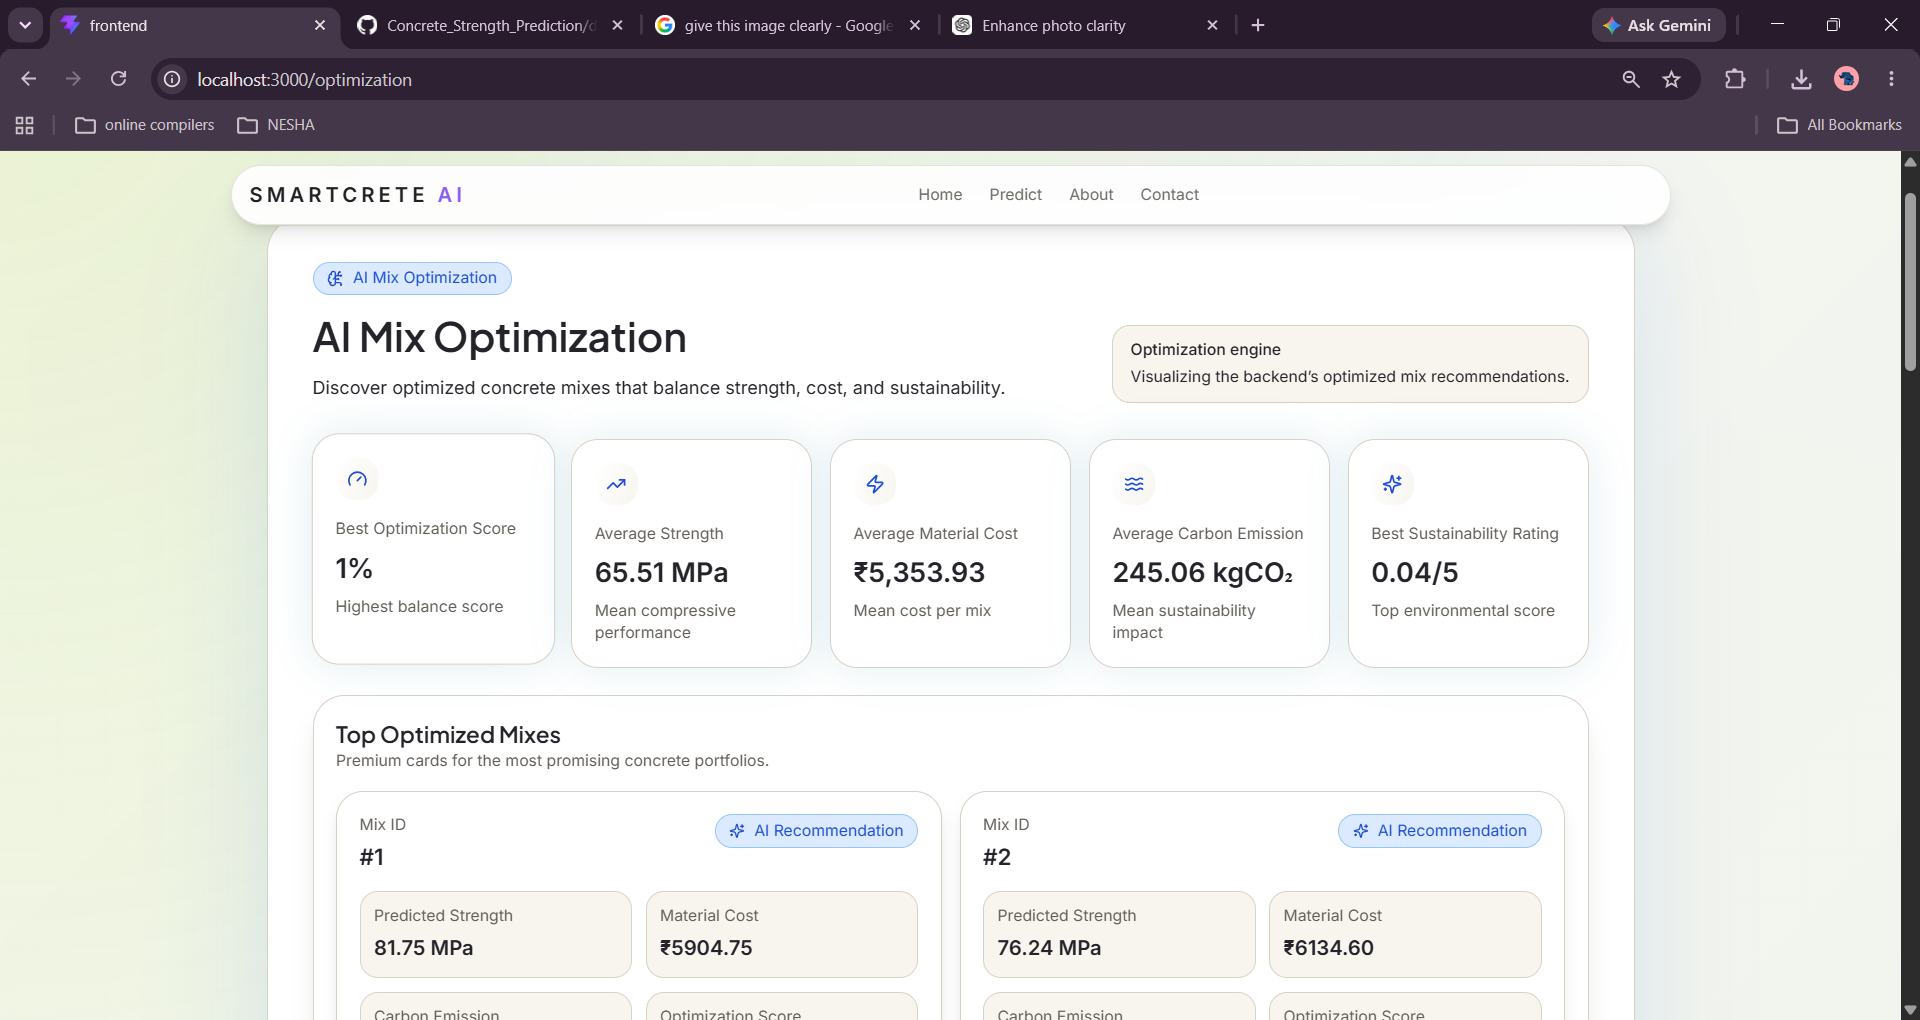 frontend
Concrete_Strength_Prediction/
give this image clearly - Google
Enhance photo clarity
Ask Gemini
localhost:3000/optimization
online compilers
NESHA
All Bookmarks
SMARTCRETE AI
Home
Predict
About
Contact
AI Mix Optimization
AI Mix Optimization
Discover optimized concrete mixes that balance strength, cost, and sustainability.
Optimization engine
Visualizing the backend’s optimized mix recommendations.
Best Optimization Score
1%
Highest balance score
Average Strength
65.51 MPa
Mean compressive
performance
Average Material Cost
₹5,353.93
Mean cost per mix
Average Carbon Emission
245.06 kgCO₂
Mean sustainability
impact
Best Sustainability Rating
0.04/5
Top environmental score
Top Optimized Mixes
Premium cards for the most promising concrete portfolios.
Mix ID
#1
AI Recommendation
Predicted Strength
81.75 MPa
Material Cost
₹5904.75
Carbon Emission
Optimization Score
Mix ID
#2
AI Recommendation
Predicted Strength
76.24 MPa
Material Cost
₹6134.60
Carbon Emission
Optimization Score